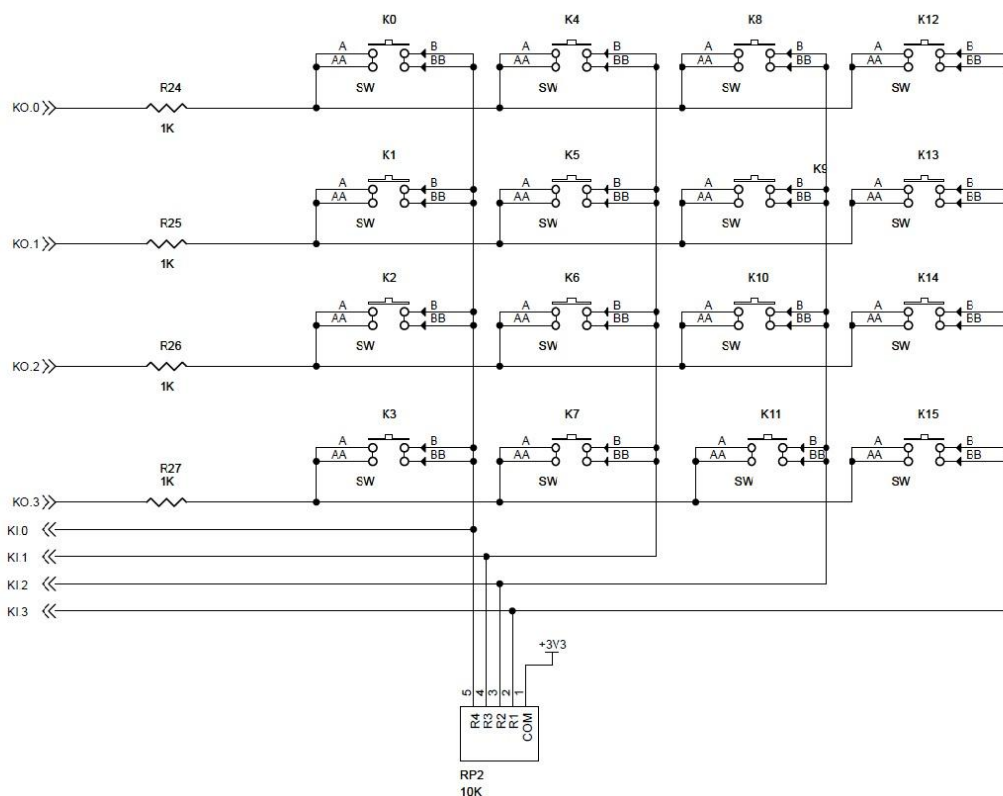 K0 K4 K8 K12
A B A B A B A B
AA BB AA BB AA BB AA BB
R24 SW SW SW SW
KO.0
1K
K1 K5 K9 K13
A B A B A B A B
AA BB AA BB AA BB AA BB
R25 SW SW SW SW
KO.1
1K
K2 K6 K10 K14
A B A B A B A B
AA BB AA BB AA BB AA BB
R26 SW SW SW SW
KO.2
1K
K3 K7 K11 K15
A B A B A B A B
AA BB AA BB AA BB AA BB
R27 SW SW SW SW
1K
KO.3
KI.0
KI.1
KI.2
KI.3
+3V3
5 4 3 2 1
R4 R3 R2 R1 COM
RP2
10K